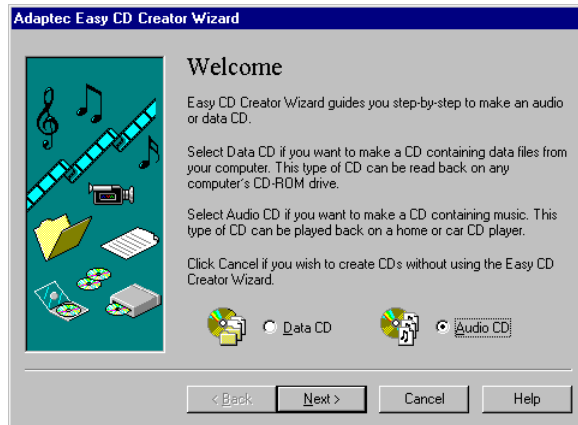 Adaptec Easy CD Creator Wizard
Welcome
Easy CD Creator Wizard guides you step-by-step to make an audio
or data CD.
Select Data CD if you want to make a CD containing data files from
your computer. This type of CD can be read back on any
computer's CD-ROM drive.
Select Audio CD if you want to make a CD containing music. This
type of CD can be played back on a home or car CD player.
Click Cancel if you wish to create CDs without using the Easy CD
Creator Wizard.
Data CD Audio CD
< Back Next > Cancel Help